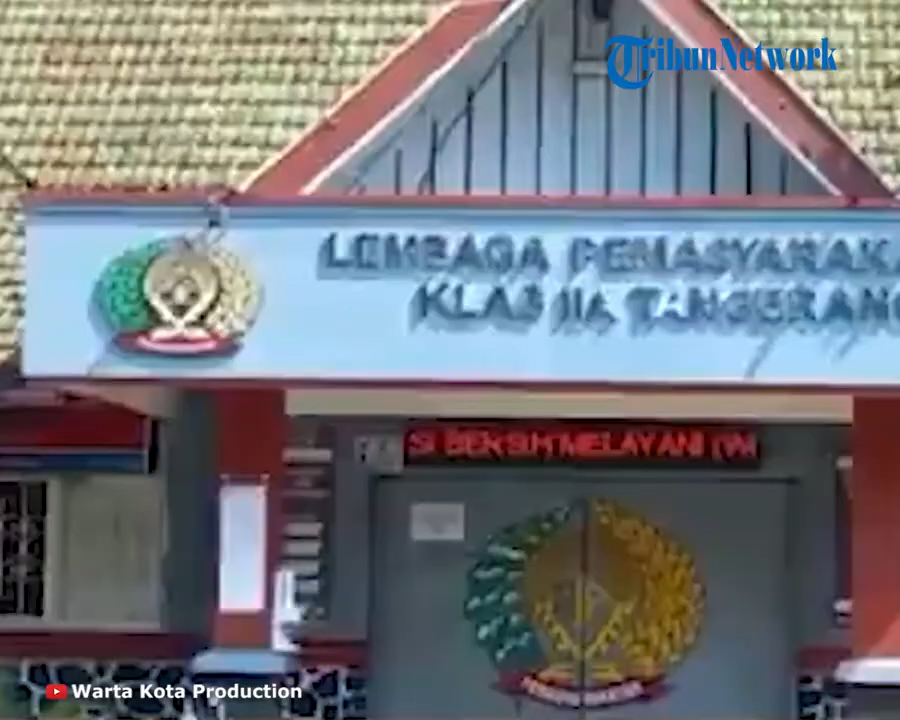 TribunNetwork
LEMBAGA PEMASYARAKA
KLAS IIA TANGERANG
SI BERSIH MELAYANI (W
Warta Kota Production